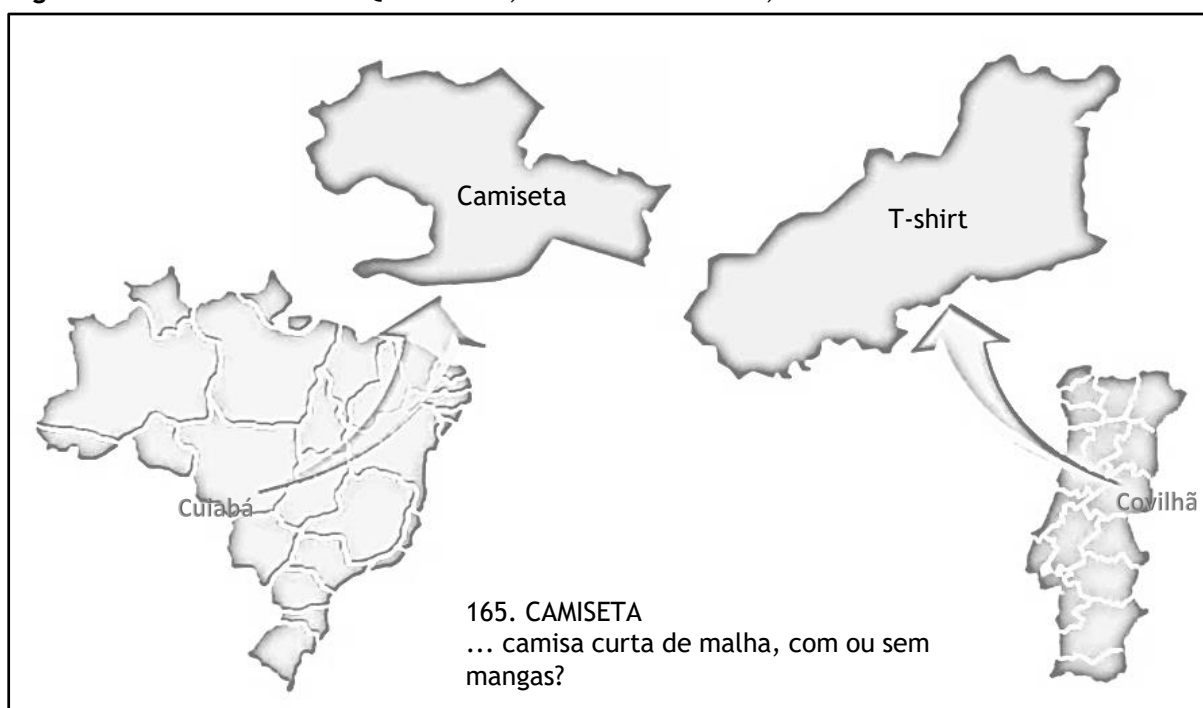 Camiseta
T-shirt
Cuiabá
Covilhã
165. CAMISETA
... camisa curta de malha, com ou sem
mangas?